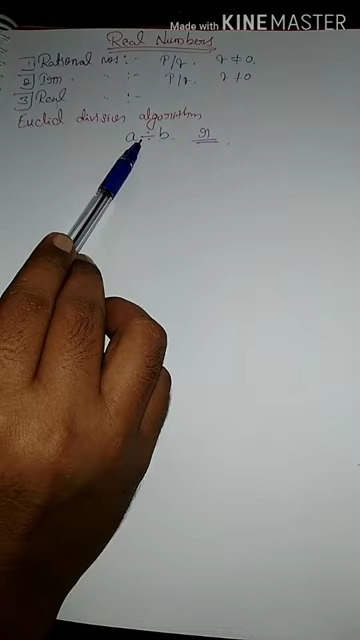 Made with KINEMASTER
Real Numbers
1) Rational nos :- P/q. q ≠ 0.
2) Irr. " :- P/q. q ≠ 0
3) Real " :-
Euclid division algorithm
a ÷ b. r